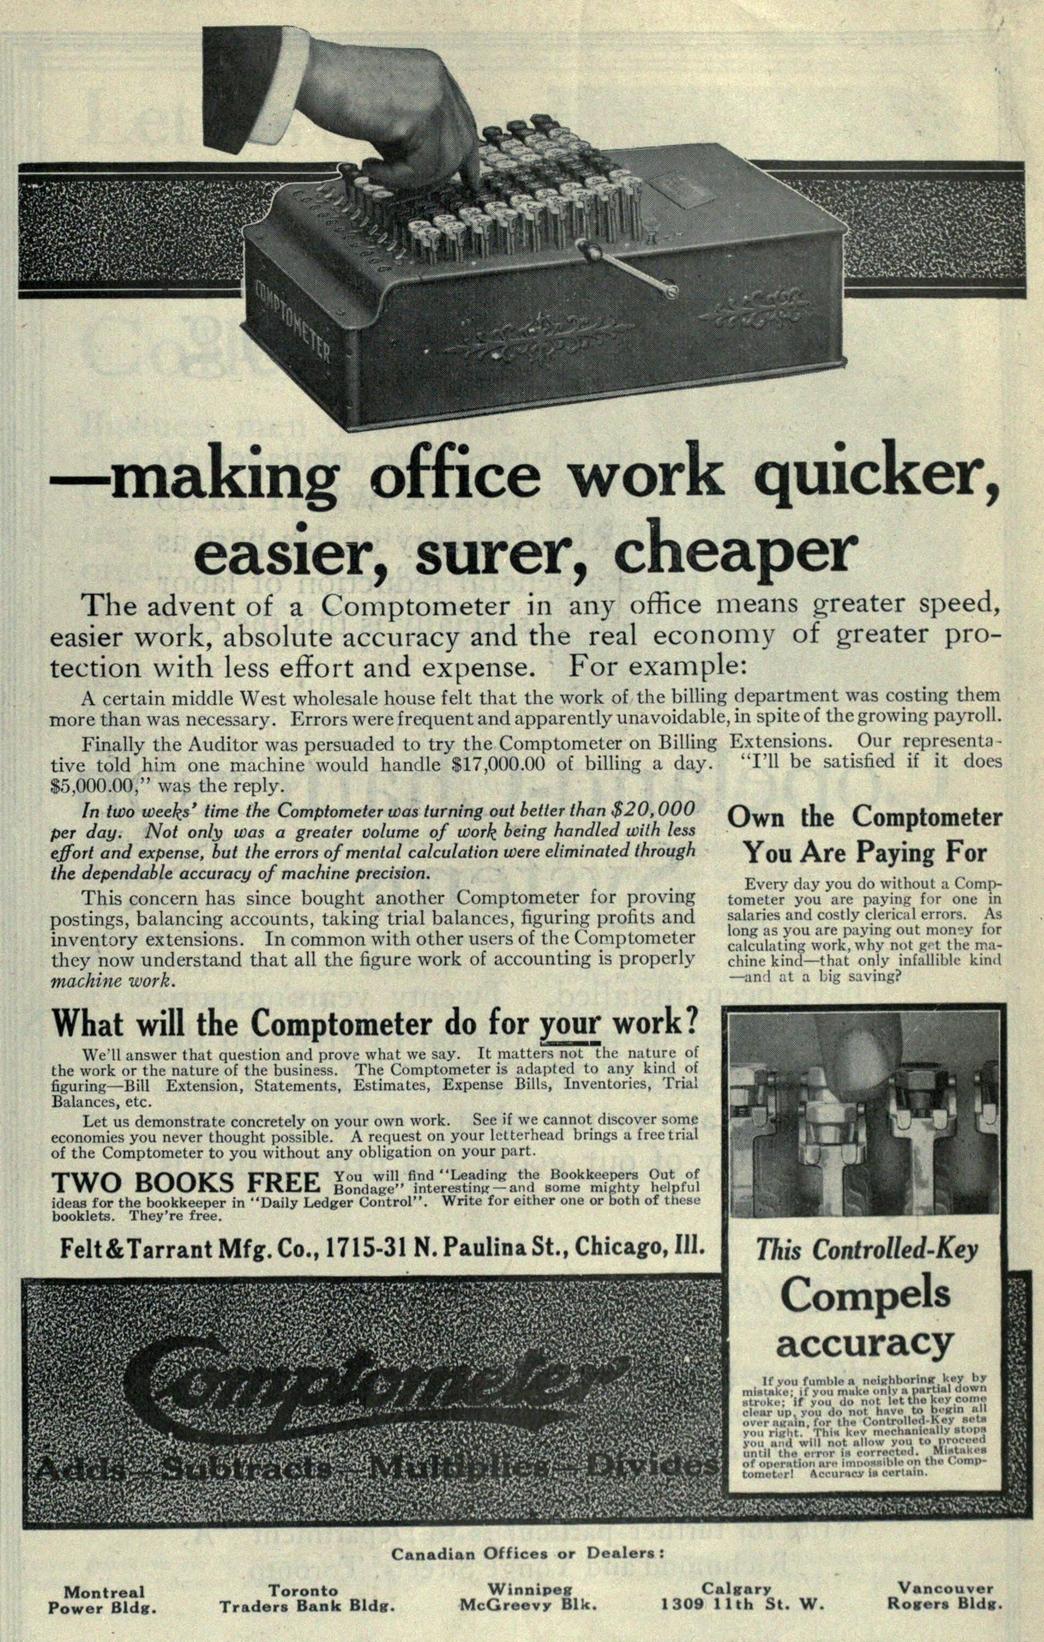 COMPTOMETER
—making office work quicker,
easier, surer, cheaper
The advent of a Comptometer in any office means greater speed,
easier work, absolute accuracy and the real economy of greater pro-
tection with less effort and expense. For example:
A certain middle West wholesale house felt that the work of the billing department was costing them
more than was necessary. Errors were frequent and apparently unavoidable, in spite of the growing payroll.
Finally the Auditor was persuaded to try the Comptometer on Billing Extensions. Our representa-
tive told him one machine would handle $17,000.00 of billing a day. "I'll be satisfied if it does
$5,000.00," was the reply.
In two weeks' time the Comptometer was turning out better than $20,000
per day. Not only was a greater volume of work being handled with less
effort and expense, but the errors of mental calculation were eliminated through
the dependable accuracy of machine precision.
This concern has since bought another Comptometer for proving
postings, balancing accounts, taking trial balances, figuring profits and
inventory extensions. In common with other users of the Comptometer
they now understand that all the figure work of accounting is properly
machine work.
Own the Comptometer
You Are Paying For
Every day you do without a Comp-
tometer you are paying for one in
salaries and costly clerical errors. As
long as you are paying out money for
calculating work, why not get the ma-
chine kind—that only infallible kind
—and at a big saving?
What will the Comptometer do for your work?
We'll answer that question and prove what we say. It matters not the nature of
the work or the nature of the business. The Comptometer is adapted to any kind of
figuring—Bill Extension, Statements, Estimates, Expense Bills, Inventories, Trial
Balances, etc.
Let us demonstrate concretely on your own work. See if we cannot discover some
economies you never thought possible. A request on your letterhead brings a free trial
of the Comptometer to you without any obligation on your part.
TWO BOOKS FREE You will find "Leading the Bookkeepers Out of
Bondage" interesting—and some mighty helpful
ideas for the bookkeeper in "Daily Ledger Control". Write for either one or both of these
booklets. They're free.
Felt & Tarrant Mfg. Co., 1715-31 N. Paulina St., Chicago, Ill.
This Controlled-Key
Compels
accuracy
If you fumble a neighboring key by
mistake; if you make only a partial down
stroke; if you do not let the key come
clear up, you do not have to begin all
over again, for the Controlled-Key sets
you right. This key mechanically stops
you and will not allow you to proceed
until the error is corrected. Mistakes
of operation are impossible on the Comp-
tometer! Accuracy is certain.
Comptometer
Adds—Subtracts—Multiplies—Divides
Canadian Offices or Dealers:
Montreal
Power Bldg.
Toronto
Traders Bank Bldg.
Winnipeg
McGreevy Blk.
Calgary
1309 11th St. W.
Vancouver
Rogers Bldg.